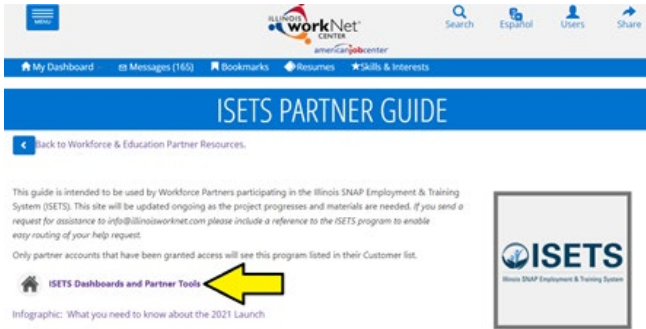 MENU
ILLINOIS
workNet
CENTER
americanjobcenter
Search
Español
Users
Share
My Dashboard
Messages (165)
Bookmarks
Resumes
Skills & Interests
ISETS PARTNER GUIDE
Back to Workforce & Education Partner Resources.
This guide is intended to be used by Workforce Partners participating in the Illinois SNAP Employment & Training
System (ISETS). This site will be updated ongoing as the project progresses and materials are needed. If you send a
request for assistance to info@illinoisworknet.com please include a reference to the ISETS program to enable
easy routing of your help request.
Only partner accounts that have been granted access will see this program listed in their Customer list.
ISETS
Illinois SNAP Employment & Training System
ISETS Dashboards and Partner Tools
Infographic: What you need to know about the 2021 Launch